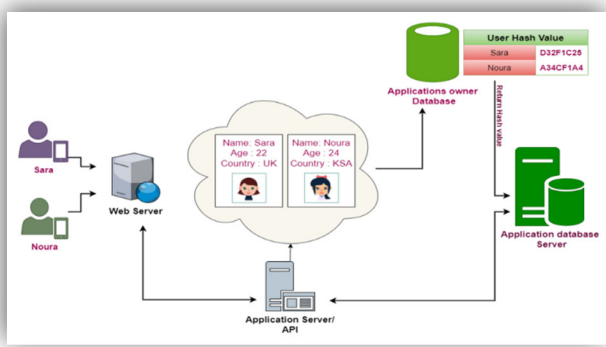 User Hash Value
Sara D32F1C25
Noura A34CF1A4
Applications owner
Database
Return Hash value
Name: Sara
Age : 22
Country : UK
Name: Noura
Age : 24
Country : KSA
Sara
Web Server
Noura
Application database
Server
Application Server/
API